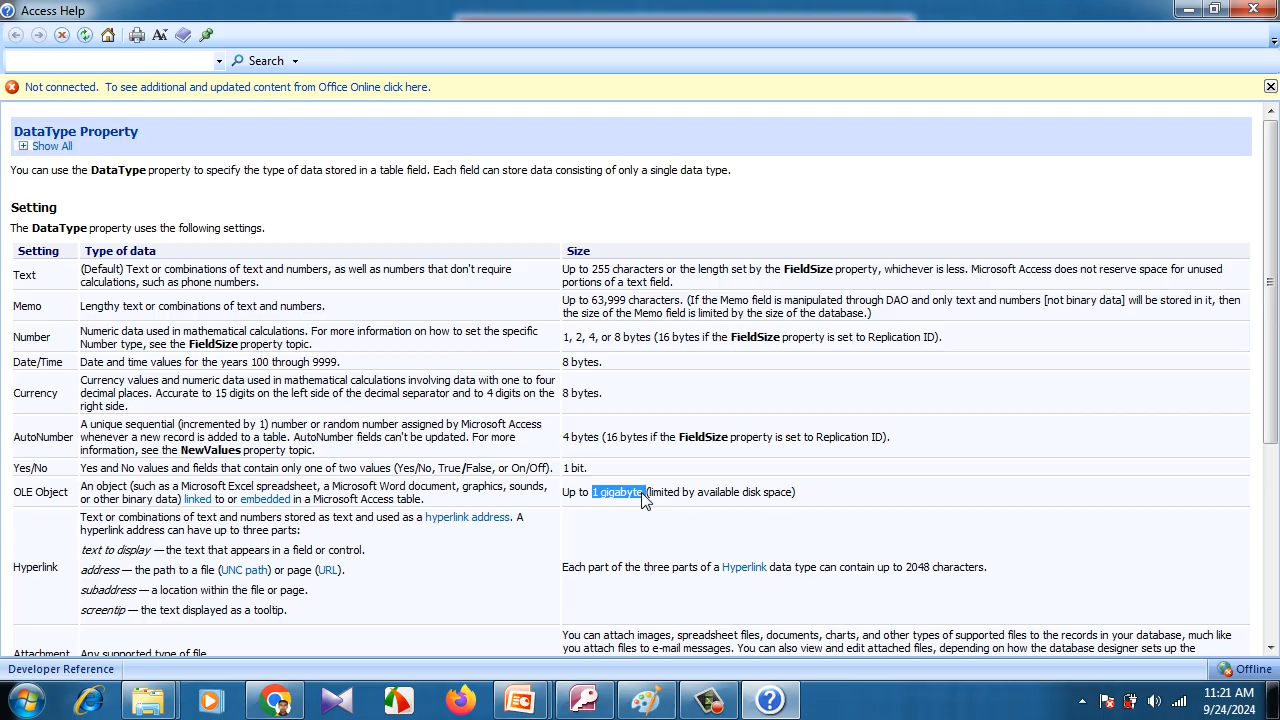 Access Help
Search
Not connected. To see additional and updated content from Office Online click here.
DataType Property
Show All
You can use the DataType property to specify the type of data stored in a table field. Each field can store data consisting of only a single data type.
Setting
The DataType property uses the following settings.
Setting Type of data Size
Text
(Default) Text or combinations of text and numbers, as well as numbers that don't require
calculations, such as phone numbers.
Up to 255 characters or the length set by the FieldSize property, whichever is less. Microsoft Access does not reserve space for unused
portions of a text field.
Memo
Lengthy text or combinations of text and numbers.
Up to 63,999 characters. (If the Memo field is manipulated through DAO and only text and numbers [not binary data] will be stored in it, then
the size of the Memo field is limited by the size of the database.)
Number
Numeric data used in mathematical calculations. For more information on how to set the specific
Number type, see the FieldSize property topic.
1, 2, 4, or 8 bytes (16 bytes if the FieldSize property is set to Replication ID).
Date/Time
Date and time values for the years 100 through 9999.
8 bytes.
Currency
Currency values and numeric data used in mathematical calculations involving data with one to four
decimal places. Accurate to 15 digits on the left side of the decimal separator and to 4 digits on the
right side.
8 bytes.
AutoNumber
A unique sequential (incremented by 1) number or random number assigned by Microsoft Access
whenever a new record is added to a table. AutoNumber fields can't be updated. For more
information, see the NewValues property topic.
4 bytes (16 bytes if the FieldSize property is set to Replication ID).
Yes/No
Yes and No values and fields that contain only one of two values (Yes/No, True/False, or On/Off).
1 bit.
OLE Object
An object (such as a Microsoft Excel spreadsheet, a Microsoft Word document, graphics, sounds,
or other binary data) linked to or embedded in a Microsoft Access table.
Up to 1 gigabyte (limited by available disk space)
Hyperlink
Text or combinations of text and numbers stored as text and used as a hyperlink address. A
hyperlink address can have up to three parts:
text to display — the text that appears in a field or control.
address — the path to a file (UNC path) or page (URL).
subaddress — a location within the file or page.
screentip — the text displayed as a tooltip.
Each part of the three parts of a Hyperlink data type can contain up to 2048 characters.
Attachment
Any supported type of file
You can attach images, spreadsheet files, documents, charts, and other types of supported files to the records in your database, much like
you attach files to e-mail messages. You can also view and edit attached files, depending on how the database designer sets up the
Developer Reference
Offline
11:21 AM
9/24/2024